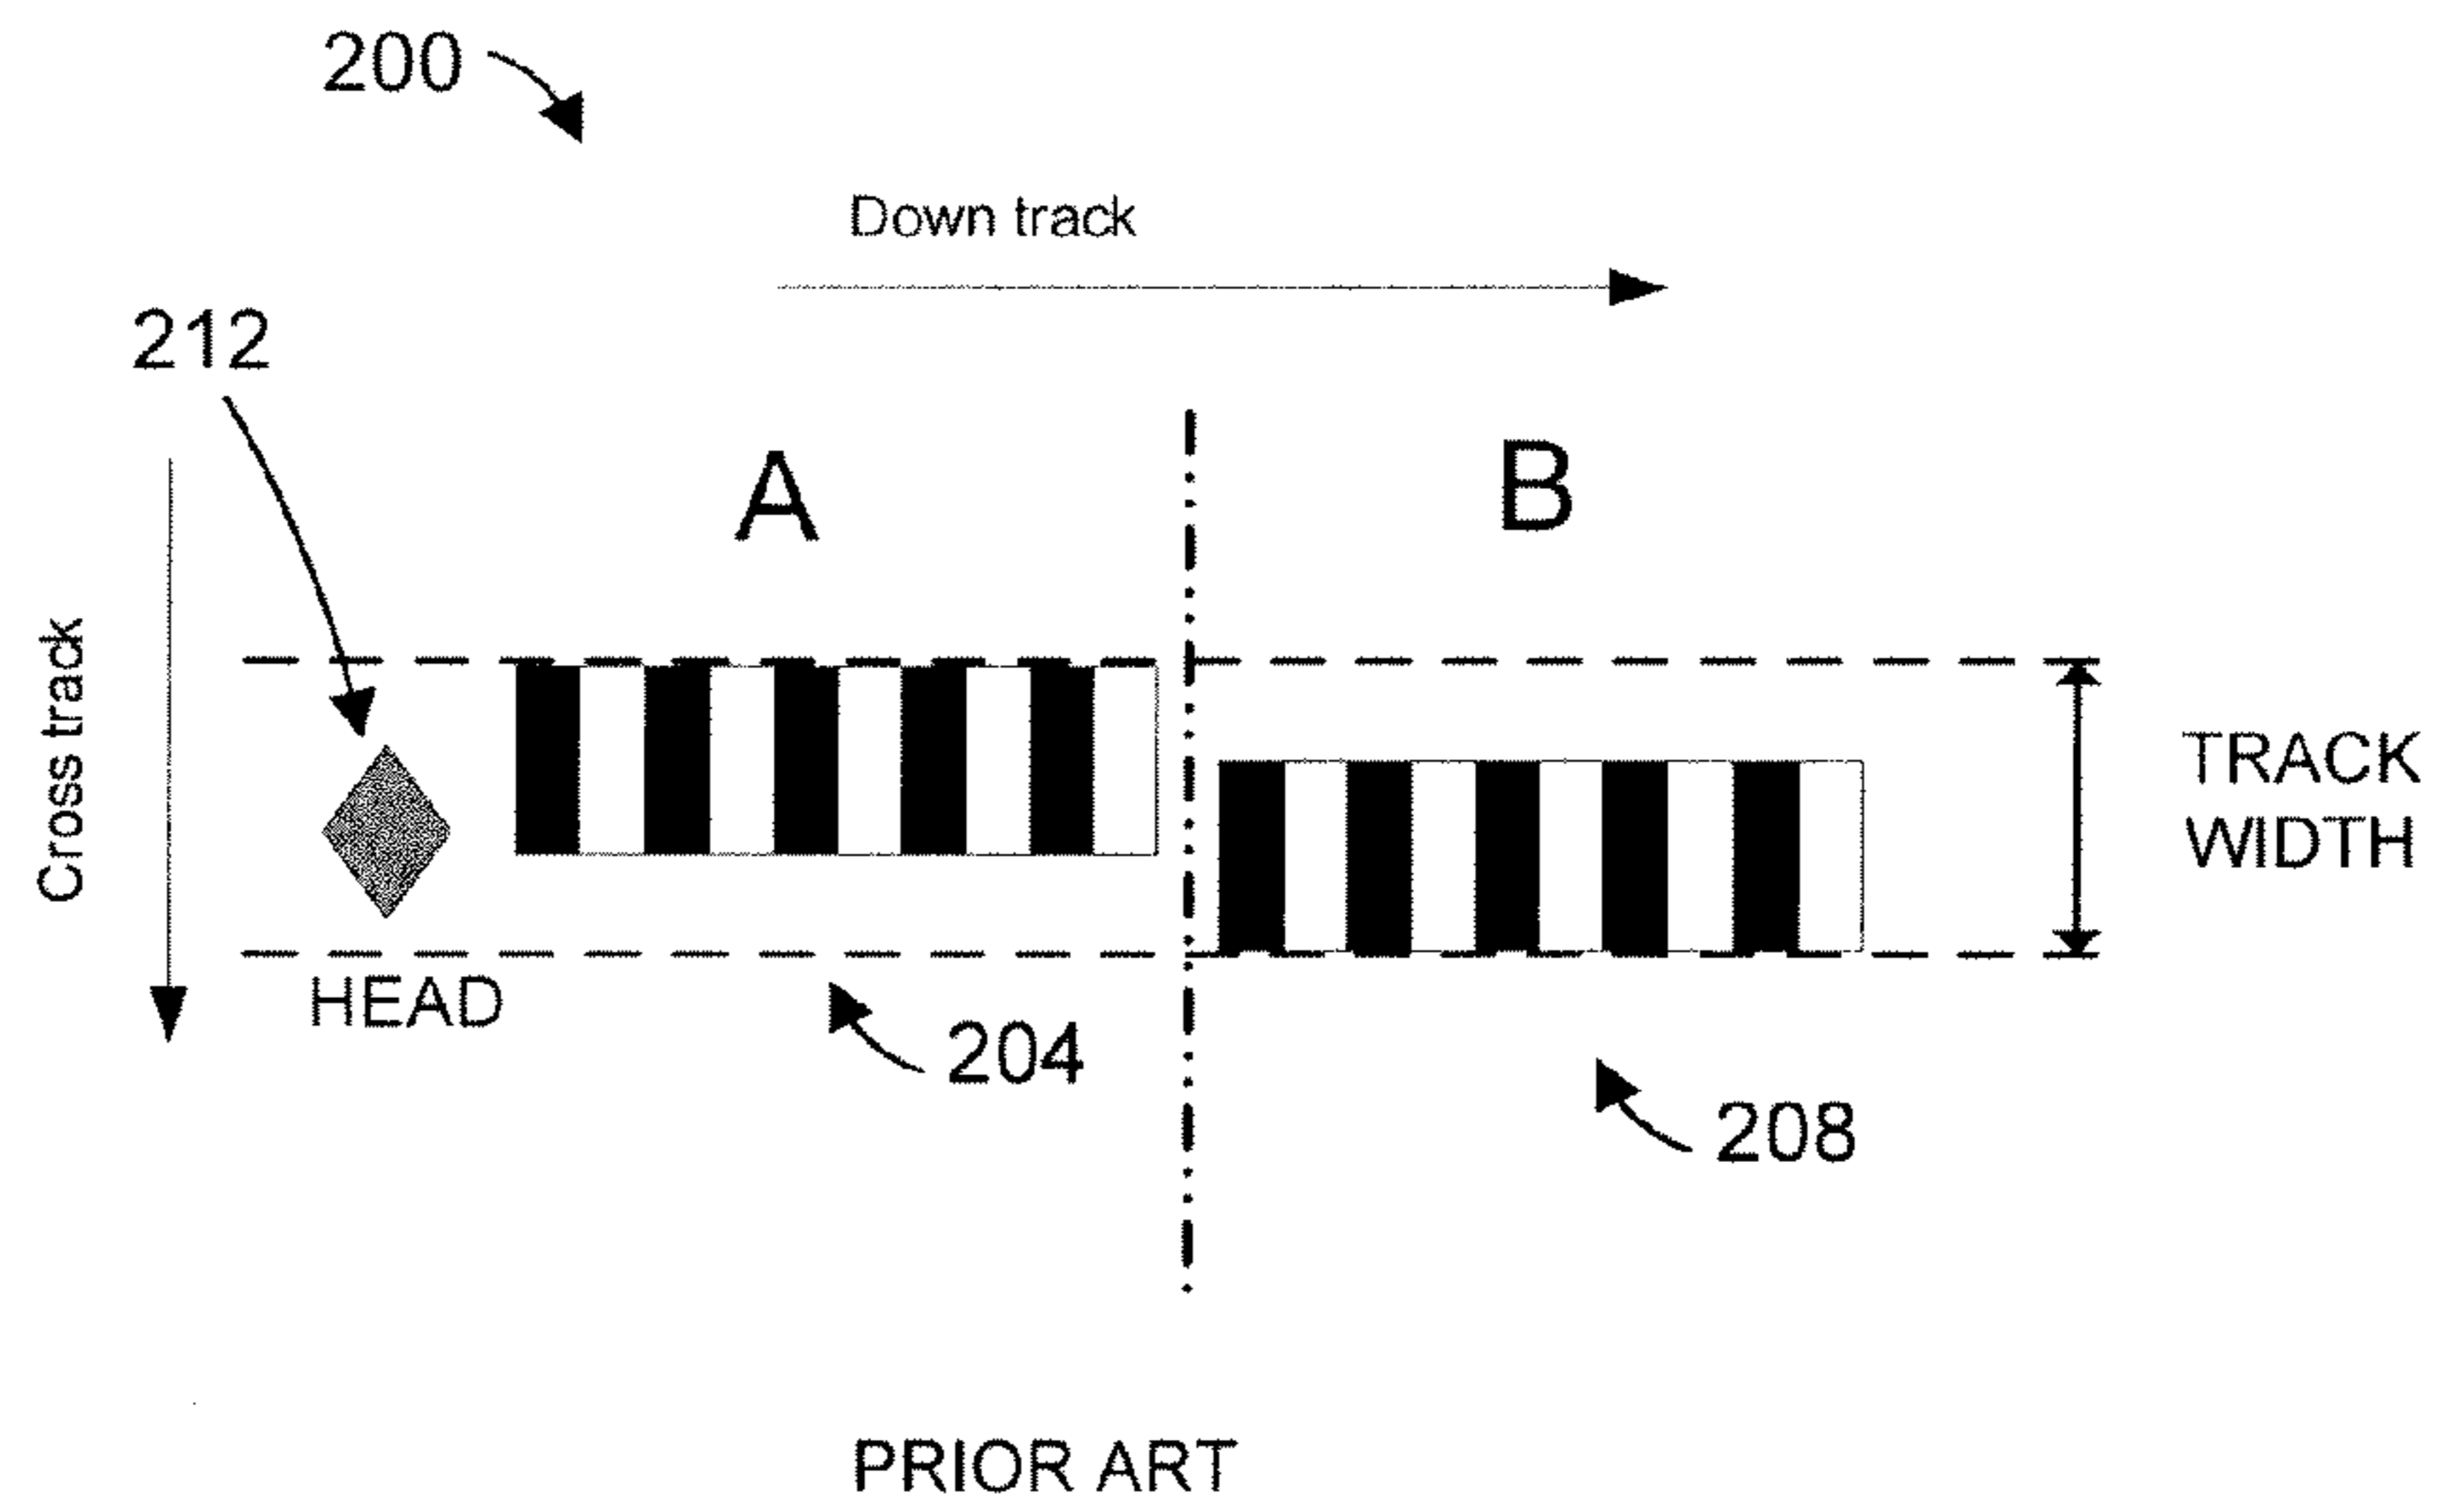 200
Down track
212
A
B
Cross track
TRACK
WIDTH
HEAD
204
208
PRIOR ART